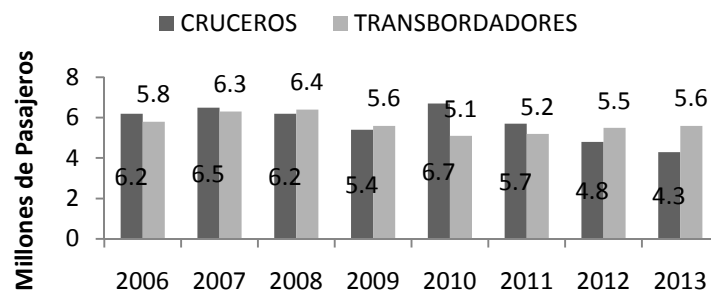 CRUCEROS TRANSBORDADORES
Millones de Pasajeros
8
6
4
2
0
5.8 6.3 6.4 5.6 5.1 5.2 5.5 5.6
6.2 6.5 6.2 5.4 6.7 5.7 4.8 4.3
2006 2007 2008 2009 2010 2011 2012 2013